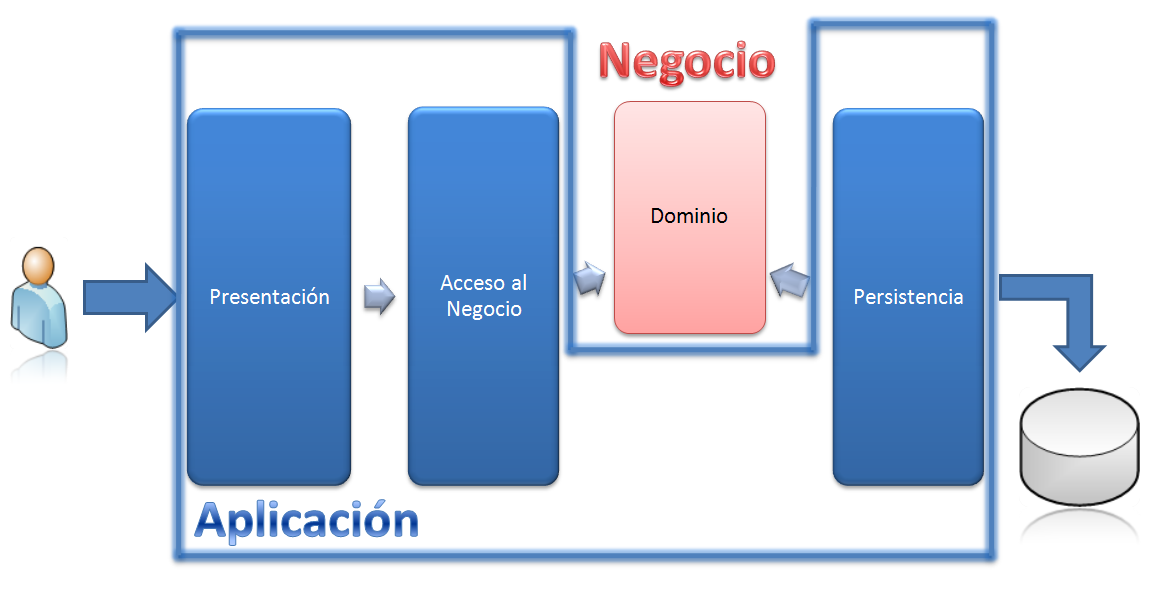 Negocio
Dominio
Presentación
Acceso al
Negocio
Persistencia
Aplicación